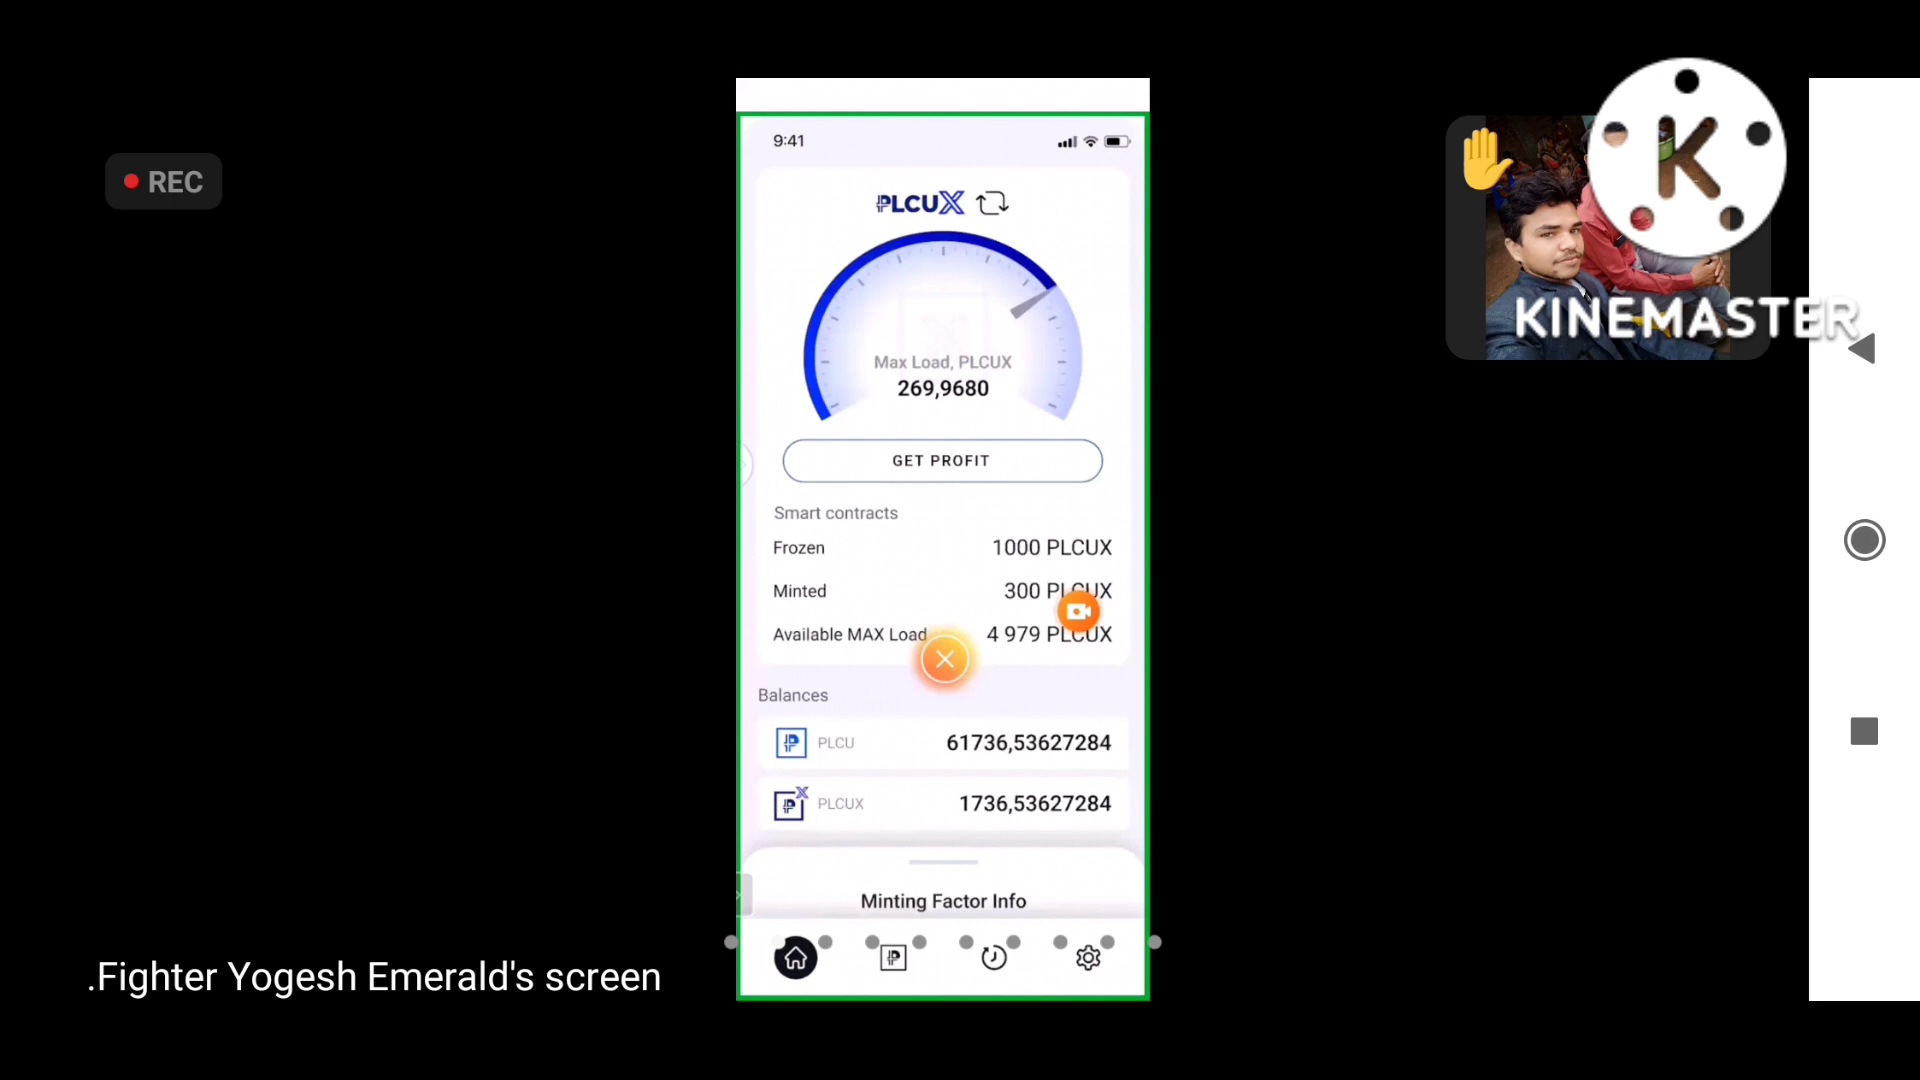 REC
9:41
PLCUX
Max Load, PLCUX
269,9680
GET PROFIT
Smart contracts
Frozen 1000 PLCUX
Minted 300 PLCUX
Available MAX Load 4 979 PLCUX
Balances
PLCU 61736,53627284
PLCUX 1736,53627284
Minting Factor Info
.Fighter Yogesh Emerald's screen
K
KINEMASTER